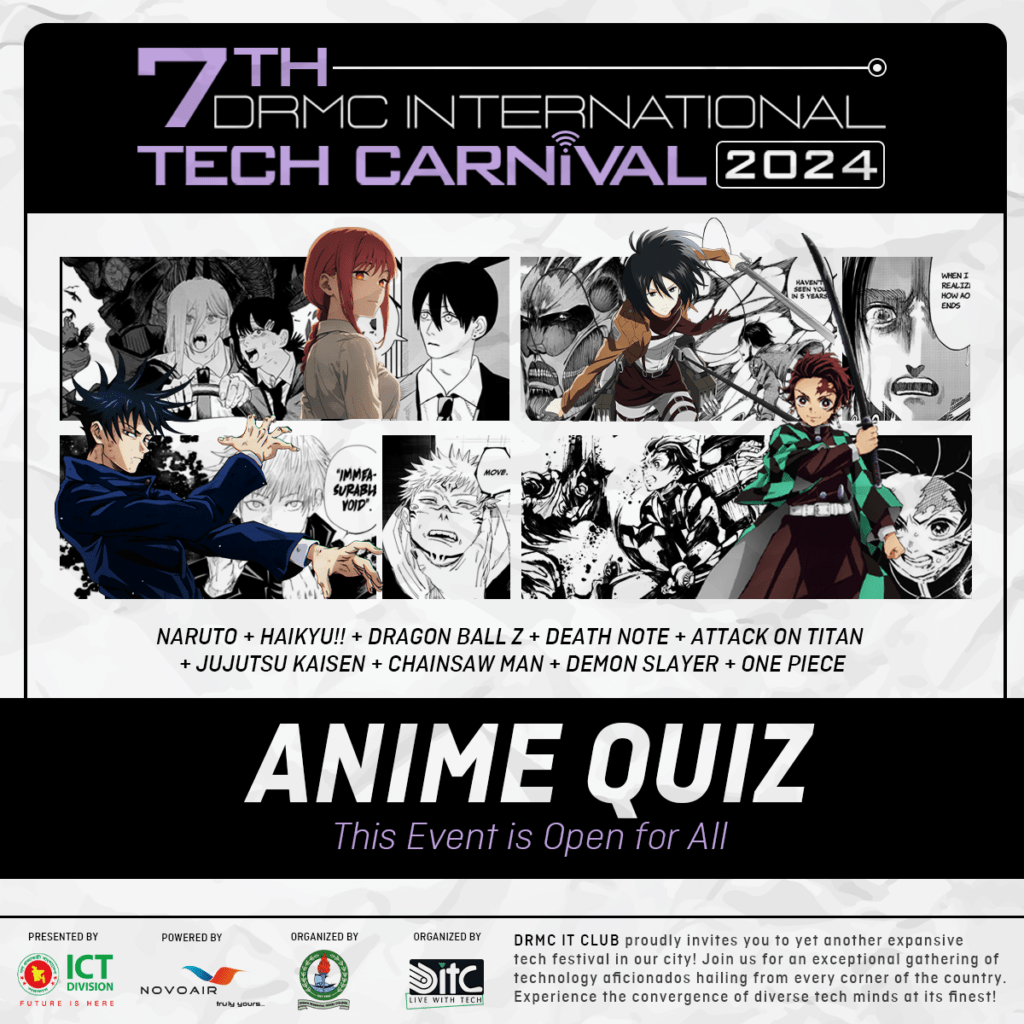 7TH
DRMC INTERNATIONAL
TECH CARNIVAL 2024
HAVEN'T
SEEN YOU
IN 5 YEARS
WHEN I
REALIZ
HOW AO
ENDS
"IMMEA-
SURABLE
VOID".
MOVE.
NARUTO + HAIKYU!! + DRAGON BALL Z + DEATH NOTE + ATTACK ON TITAN
+ JUJUTSU KAISEN + CHAINSAW MAN + DEMON SLAYER + ONE PIECE
ANIME QUIZ
This Event is Open for All
PRESENTED BY
ICT
DIVISION
FUTURE IS HERE
POWERED BY
NOVOAIR
truly yours...
ORGANIZED BY
ORGANIZED BY
DITC
LIVE WITH TECH
DRMC IT CLUB proudly invites you to yet another expansive
tech festival in our city! Join us for an exceptional gathering of
technology aficionados hailing from every corner of the country.
Experience the convergence of diverse tech minds at its finest!